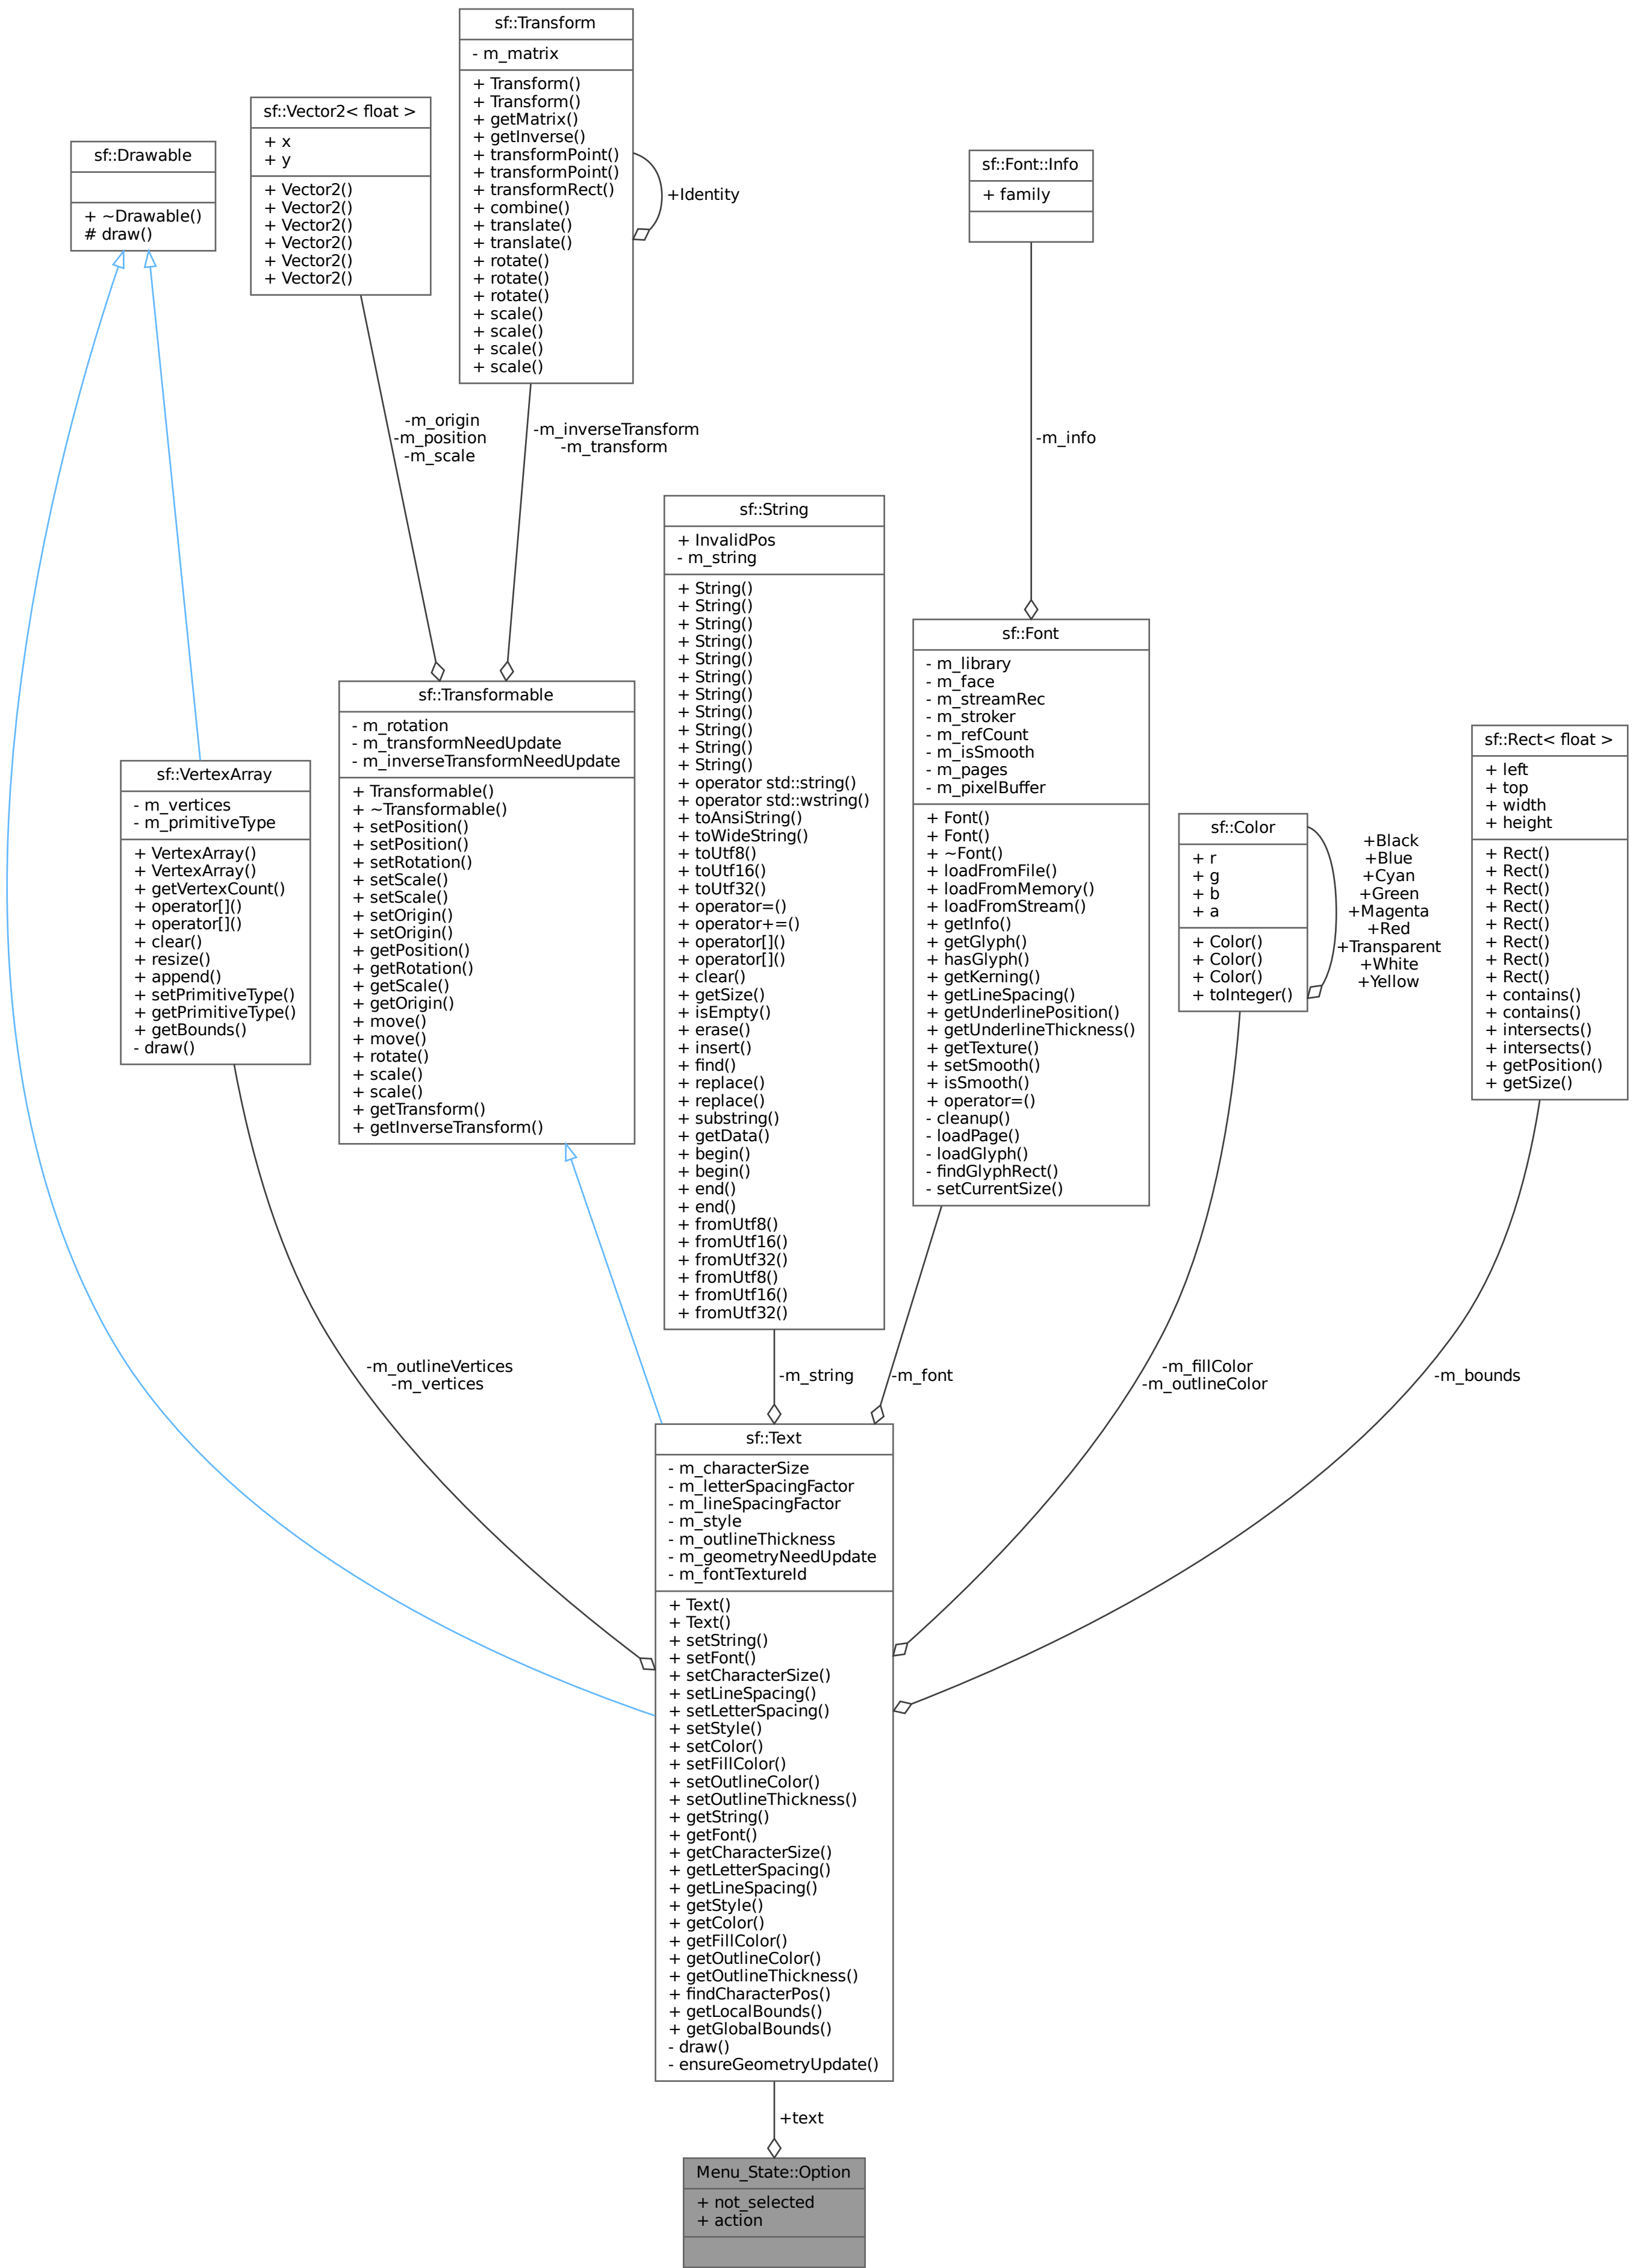 sf::Transform
- m_matrix
+ Transform()
+ Transform()
+ getMatrix()
+ getInverse()
+ transformPoint()
+ transformPoint()
+ transformRect()
+ combine()
+ translate()
+ translate()
+ rotate()
+ rotate()
+ rotate()
+ scale()
+ scale()
+ scale()
+ scale()
+Identity
sf::Vector2< float >
+ x
+ y
+ Vector2()
+ Vector2()
+ Vector2()
+ Vector2()
+ Vector2()
+ Vector2()
sf::Drawable
+ ~Drawable()
# draw()
sf::Font::Info
+ family
-m_origin
-m_position
-m_scale
-m_inverseTransform
-m_transform
-m_info
sf::String
+ InvalidPos
- m_string
+ String()
+ String()
+ String()
+ String()
+ String()
+ String()
+ String()
+ String()
+ String()
+ String()
+ String()
+ operator std::string()
+ operator std::wstring()
+ toAnsiString()
+ toWideString()
+ toUtf8()
+ toUtf16()
+ toUtf32()
+ operator=()
+ operator+=()
+ operator[]()
+ operator[]()
+ clear()
+ getSize()
+ isEmpty()
+ erase()
+ insert()
+ find()
+ replace()
+ replace()
+ substring()
+ getData()
+ begin()
+ begin()
+ end()
+ end()
+ fromUtf8()
+ fromUtf16()
+ fromUtf32()
+ fromUtf8()
+ fromUtf16()
+ fromUtf32()
sf::Font
- m_library
- m_face
- m_streamRec
- m_stroker
- m_refCount
- m_isSmooth
- m_pages
- m_pixelBuffer
+ Font()
+ Font()
+ ~Font()
+ loadFromFile()
+ loadFromMemory()
+ loadFromStream()
+ getInfo()
+ getGlyph()
+ hasGlyph()
+ getKerning()
+ getLineSpacing()
+ getUnderlinePosition()
+ getUnderlineThickness()
+ getTexture()
+ setSmooth()
+ isSmooth()
+ operator=()
- cleanup()
- loadPage()
- loadGlyph()
- findGlyphRect()
- setCurrentSize()
sf::Transformable
- m_rotation
- m_transformNeedUpdate
- m_inverseTransformNeedUpdate
+ Transformable()
+ ~Transformable()
+ setPosition()
+ setPosition()
+ setRotation()
+ setScale()
+ setScale()
+ setOrigin()
+ setOrigin()
+ getPosition()
+ getRotation()
+ getScale()
+ getOrigin()
+ move()
+ move()
+ rotate()
+ scale()
+ scale()
+ getTransform()
+ getInverseTransform()
sf::VertexArray
- m_vertices
- m_primitiveType
+ VertexArray()
+ VertexArray()
+ getVertexCount()
+ operator[]()
+ operator[]()
+ clear()
+ resize()
+ append()
+ setPrimitiveType()
+ getPrimitiveType()
+ getBounds()
- draw()
sf::Color
+ r
+ g
+ b
+ a
+ Color()
+ Color()
+ Color()
+ toInteger()
+Black
+Blue
+Cyan
+Green
+Magenta
+Red
+Transparent
+White
+Yellow
sf::Rect< float >
+ left
+ top
+ width
+ height
+ Rect()
+ Rect()
+ Rect()
+ Rect()
+ Rect()
+ Rect()
+ Rect()
+ Rect()
+ contains()
+ contains()
+ intersects()
+ intersects()
+ getPosition()
+ getSize()
-m_outlineVertices
-m_vertices
-m_string
-m_font
-m_fillColor
-m_outlineColor
-m_bounds
sf::Text
- m_characterSize
- m_letterSpacingFactor
- m_lineSpacingFactor
- m_style
- m_outlineThickness
- m_geometryNeedUpdate
- m_fontTextureId
+ Text()
+ Text()
+ setString()
+ setFont()
+ setCharacterSize()
+ setLineSpacing()
+ setLetterSpacing()
+ setStyle()
+ setColor()
+ setFillColor()
+ setOutlineColor()
+ setOutlineThickness()
+ getString()
+ getFont()
+ getCharacterSize()
+ getLetterSpacing()
+ getLineSpacing()
+ getStyle()
+ getColor()
+ getFillColor()
+ getOutlineColor()
+ getOutlineThickness()
+ findCharacterPos()
+ getLocalBounds()
+ getGlobalBounds()
- draw()
- ensureGeometryUpdate()
+text
Menu_State::Option
+ not_selected
+ action